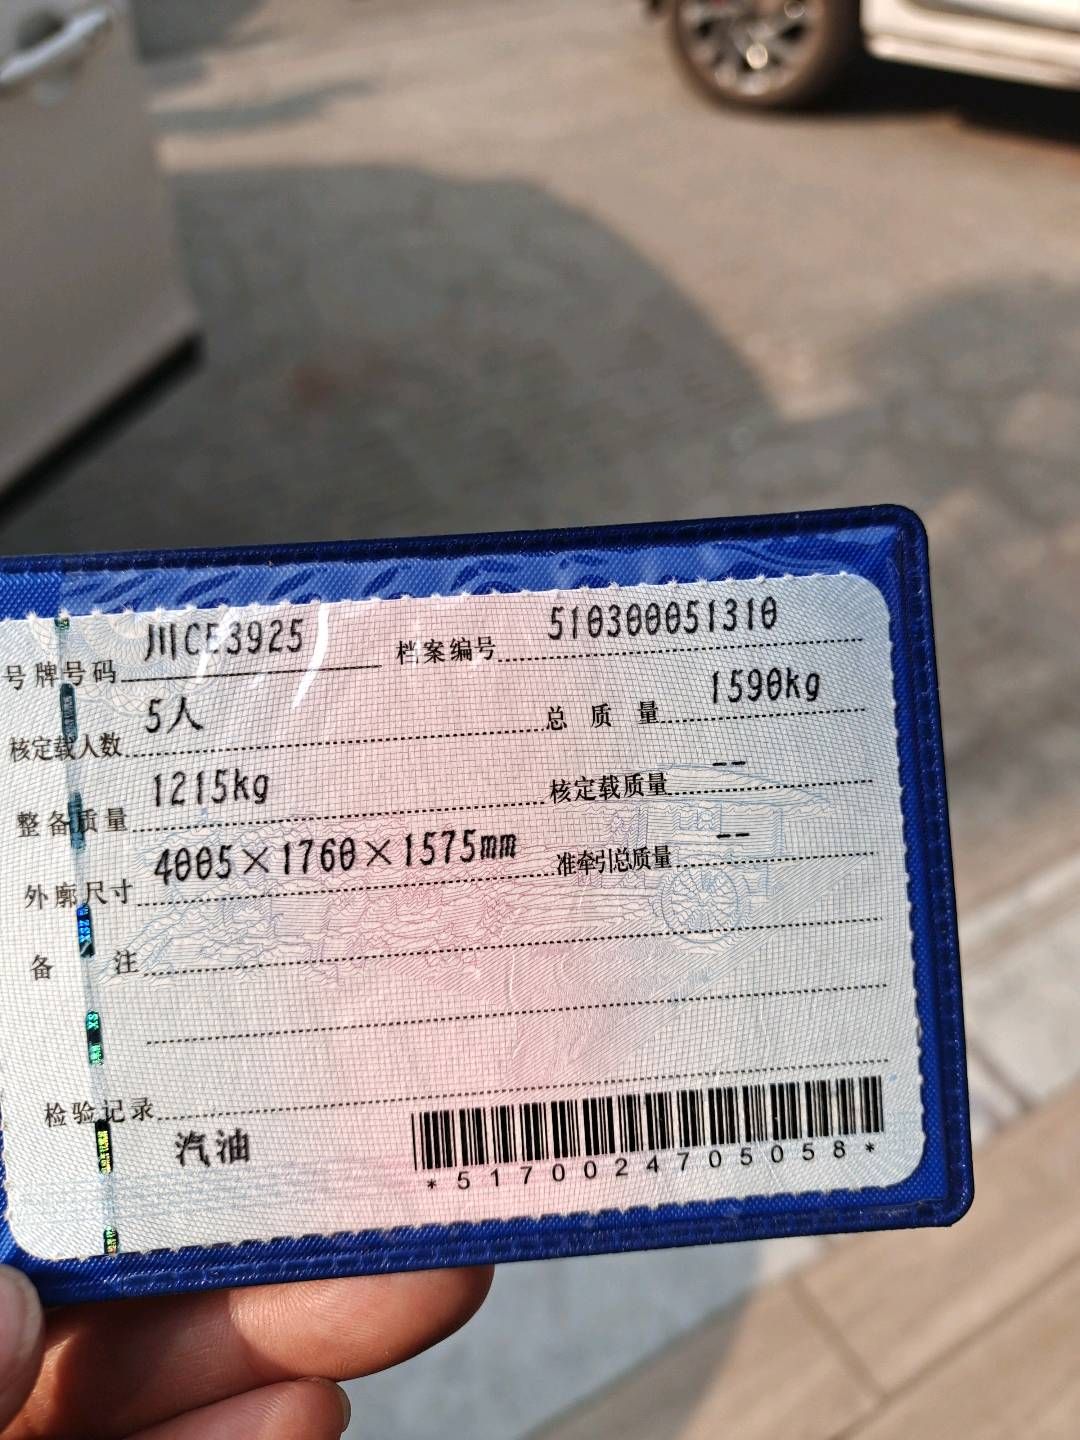 号牌号码 川CE3925 档案编号 510300051310
核定载人数 5人 总质量 1590kg
整备质量 1215kg 核定载质量 --
外廓尺寸 4005×1760×1575mm 准牵引总质量 --
备注
检验记录
汽油
*5170024705058*